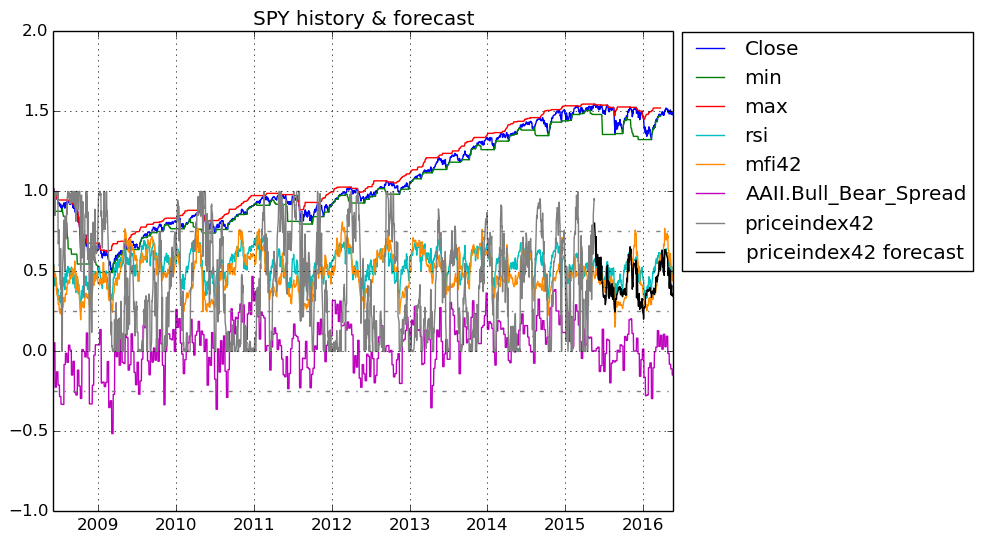 SPY history & forecast
2.0
1.5
1.0
0.5
0.0
−0.5
−1.0
2009 2010 2011 2012 2013 2014 2015 2016
Close
min
max
rsi
mfi42
AAII.Bull_Bear_Spread
priceindex42
priceindex42 forecast